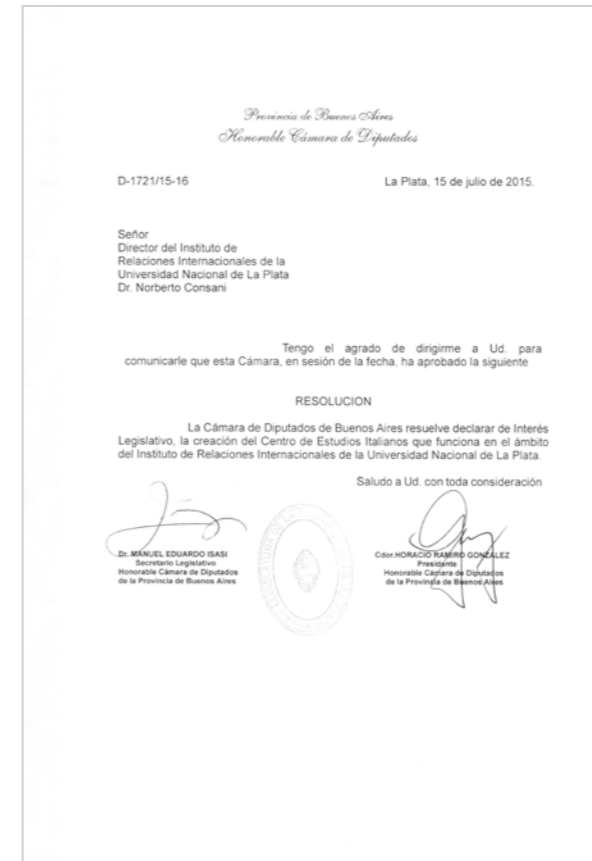 Provincia de Buenos Aires
Honorable Cámara de Diputados
D-1721/15-16
La Plata, 15 de julio de 2015.
Señor
Director del Instituto de
Relaciones Internacionales de la
Universidad Nacional de La Plata
Dr. Norberto Consani
Tengo el agrado de dirigirme a Ud. para
comunicarle que esta Cámara, en sesión de la fecha, ha aprobado la siguiente
RESOLUCION
La Cámara de Diputados de Buenos Aires resuelve declarar de Interés
Legislativo, la creación del Centro de Estudios Italianos que funciona en el ámbito
del Instituto de Relaciones Internacionales de la Universidad Nacional de La Plata.
Saludo a Ud. con toda consideración
Dr. MANUEL EDUARDO ISASI
Secretario Legislativo
Honorable Cámara de Diputados
de la Provincia de Buenos Aires
Cdor.HORACIO RAMIRO GONZALEZ
Presidente
Honorable Cámara de Diputados
de la Provincia de Buenos Aires